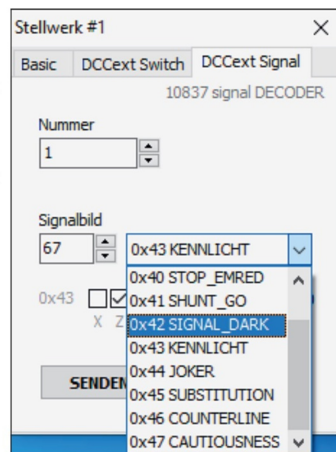 Stellwerk #1
Basic DCCext Switch DCCext Signal
10837 signal DECODER
Nummer
1
Signalbild
67 0x43 KENNLICHT
0x40 STOP_EMRED
0x43 0x41 SHUNT_GO
X Z 0x42 SIGNAL_DARK
0x43 KENNLICHT
0x44 JOKER
SENDEN 0x45 SUBSTITUTION
0x46 COUNTERLINE
0x47 CAUTIOUSNESS